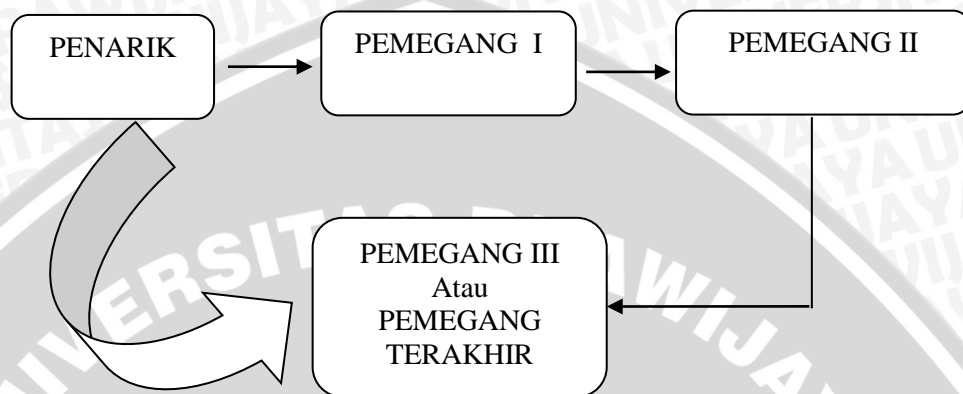 PENARIK
PEMEGANG I
PEMEGANG II
PEMEGANG III
Atau
PEMEGANG
TERAKHIR